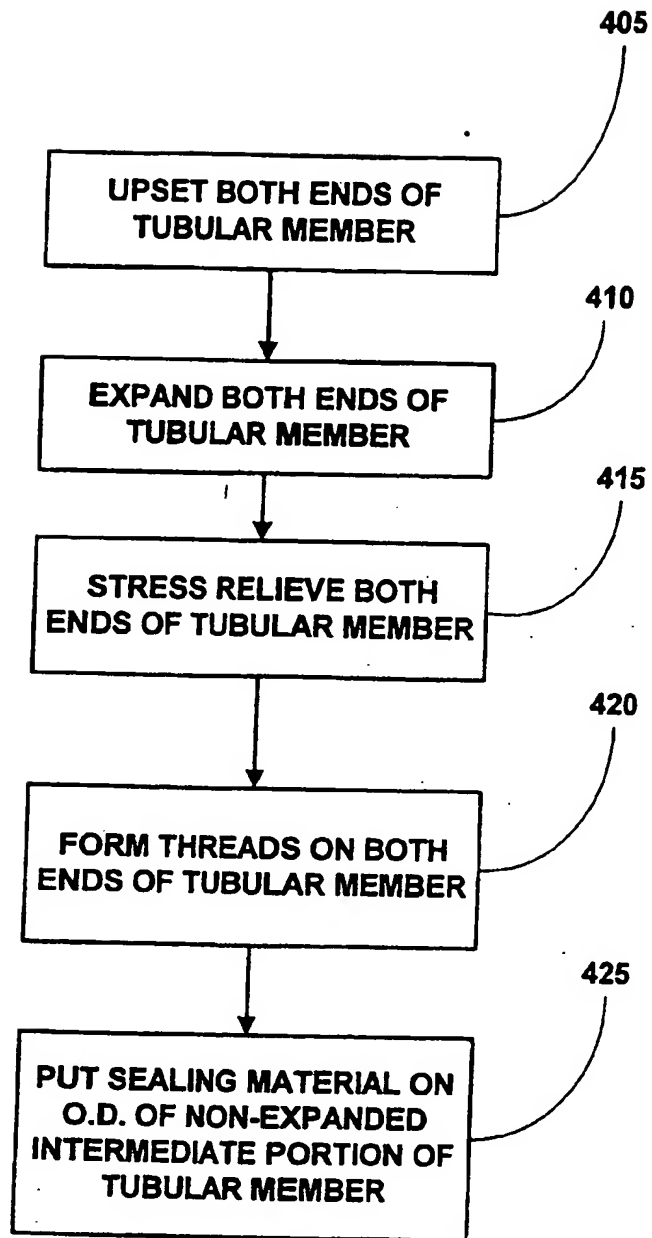 405
UPSET BOTH ENDS OF
TUBULAR MEMBER
410
EXPAND BOTH ENDS OF
TUBULAR MEMBER
415
STRESS RELIEVE BOTH
ENDS OF TUBULAR MEMBER
420
FORM THREADS ON BOTH
ENDS OF TUBULAR MEMBER
425
PUT SEALING MATERIAL ON
O.D. OF NON-EXPANDED
INTERMEDIATE PORTION OF
TUBULAR MEMBER